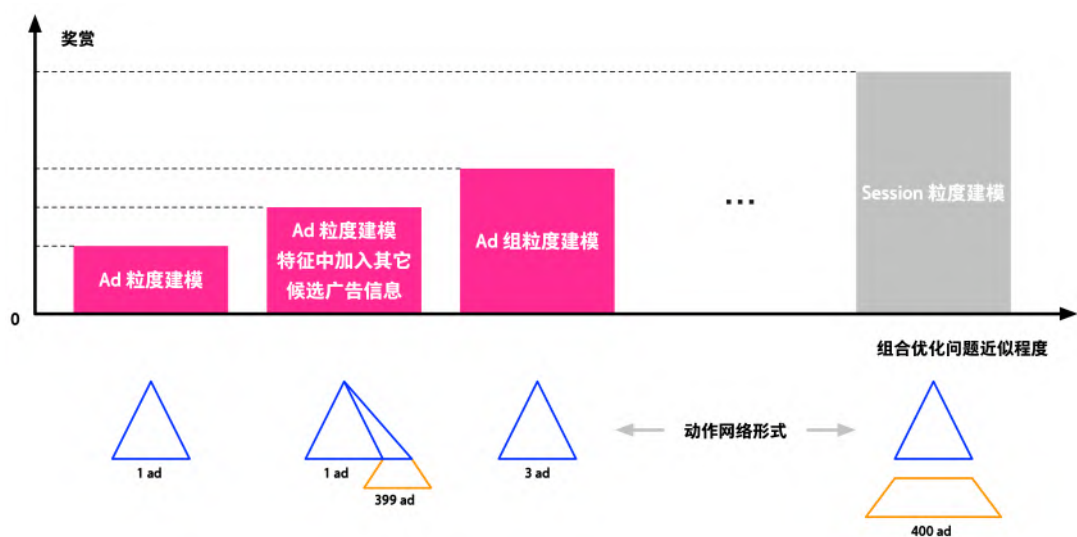 奖赏
Ad 粒度建模
Ad 粒度建模
特征中加入其它
候选广告信息
Ad 组粒度建模
...
Session 粒度建模
0
组合优化问题近似程度
1 ad
1 ad
399 ad
3 ad
动作网络形式
400 ad